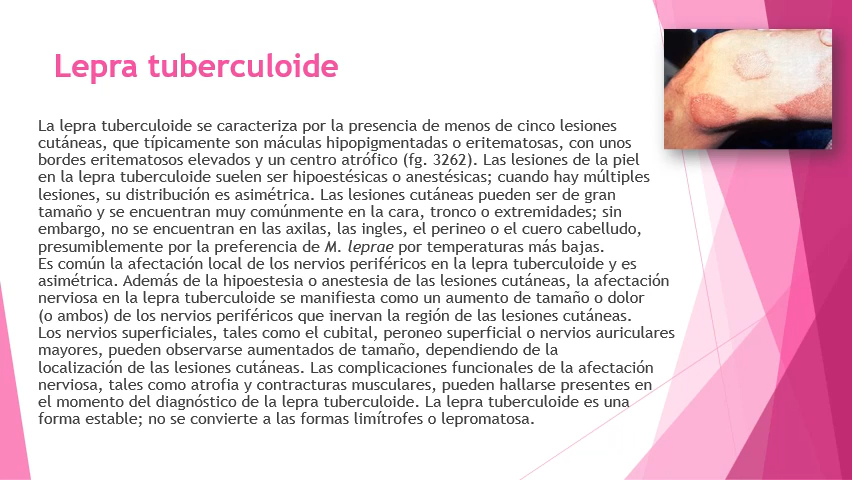 Lepra tuberculoide
La lepra tuberculoide se caracteriza por la presencia de menos de cinco lesiones
cutáneas, que típicamente son máculas hipopigmentadas o eritematosas, con unos
bordes eritematosos elevados y un centro atrófico (fg. 3262). Las lesiones de la piel
en la lepra tuberculoide suelen ser hipoestésicas o anestésicas; cuando hay múltiples
lesiones, su distribución es asimétrica. Las lesiones cutáneas pueden ser de gran
tamaño y se encuentran muy comúnmente en la cara, tronco o extremidades; sin
embargo, no se encuentran en las axilas, las ingles, el perineo o el cuero cabelludo,
presumiblemente por la preferencia de M. leprae por temperaturas más bajas.
Es común la afectación local de los nervios periféricos en la lepra tuberculoide y es
asimétrica. Además de la hipoestesia o anestesia de las lesiones cutáneas, la afectación
nerviosa en la lepra tuberculoide se manifiesta como un aumento de tamaño o dolor
(o ambos) de los nervios periféricos que inervan la región de las lesiones cutáneas.
Los nervios superficiales, tales como el cubital, peroneo superficial o nervios auriculares
mayores, pueden observarse aumentados de tamaño, dependiendo de la
localización de las lesiones cutáneas. Las complicaciones funcionales de la afectación
nerviosa, tales como atrofia y contracturas musculares, pueden hallarse presentes en
el momento del diagnóstico de la lepra tuberculoide. La lepra tuberculoide es una
forma estable; no se convierte a las formas limítrofes o lepromatosa.